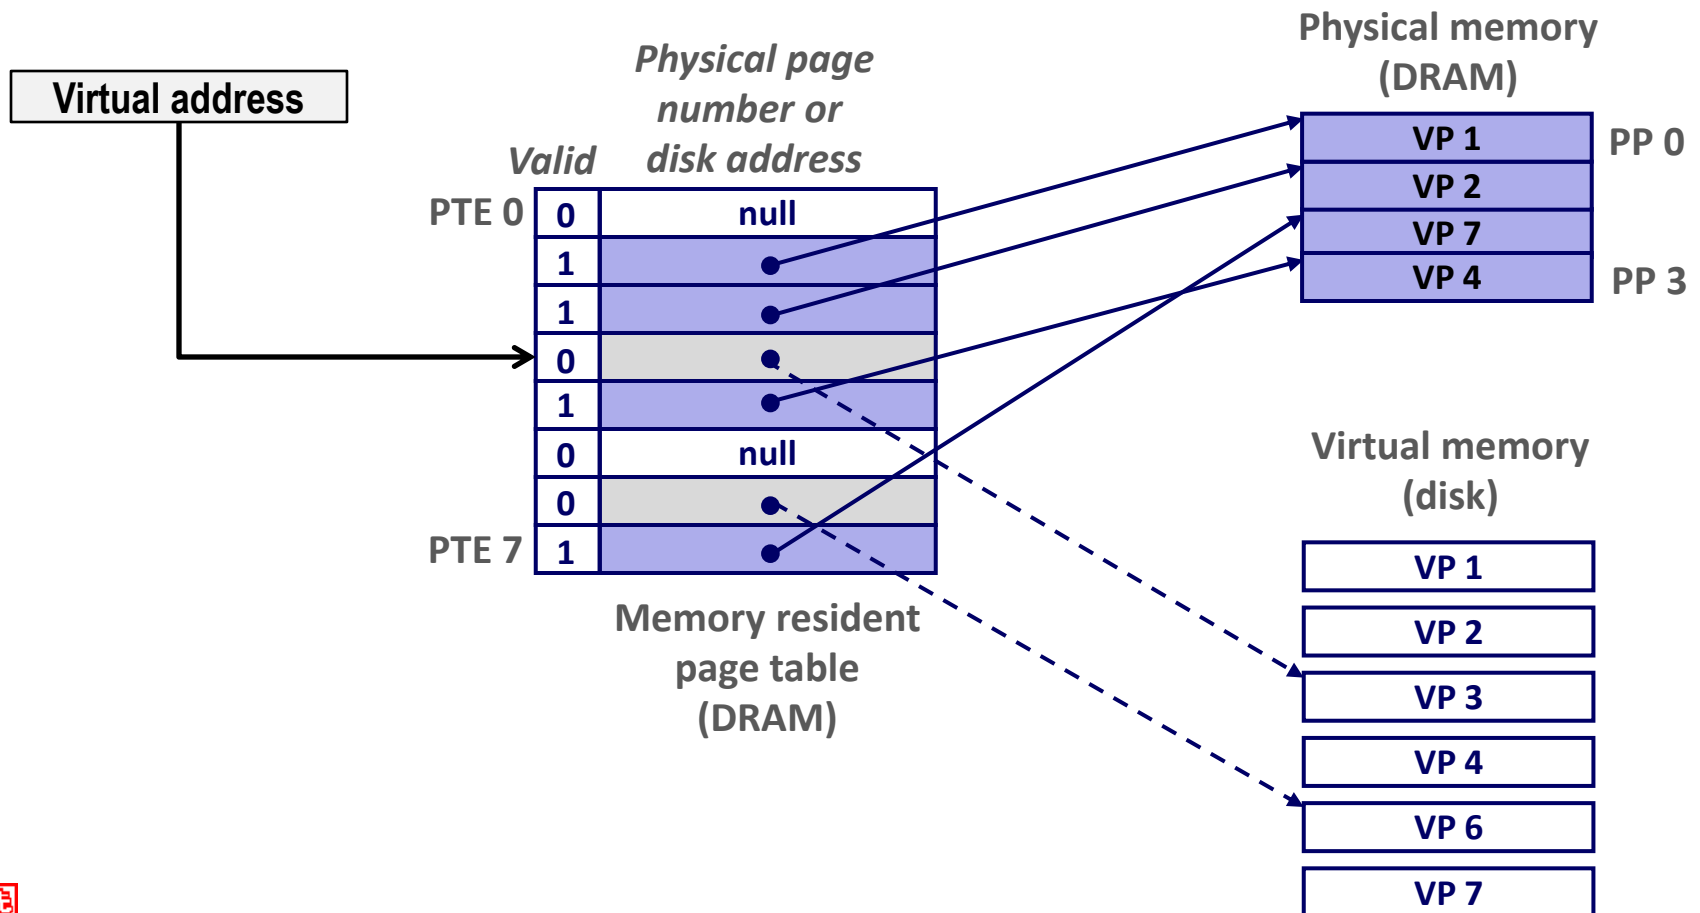 Physical memory
(DRAM)
Physical page
number or
disk address
Virtual address
Valid
PTE 0
0
null
1
1
0
1
0
null
0
PTE 7
1
Memory resident
page table
(DRAM)
VP 1
PP 0
VP 2
VP 7
VP 4
PP 3
Virtual memory
(disk)
VP 1
VP 2
VP 3
VP 4
VP 6
VP 7